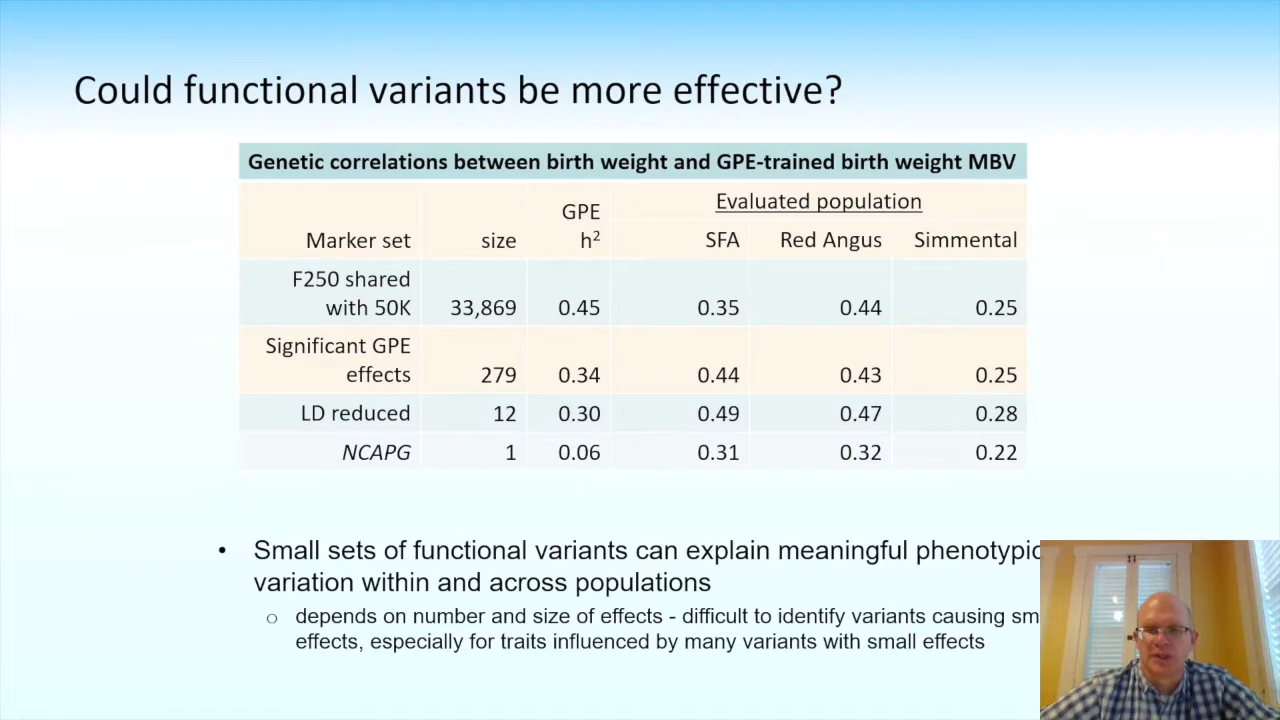 Could functional variants be more effective?
Genetic correlations between birth weight and GPE-trained birth weight MBV
Evaluated population
Marker set size GPE h² SFA Red Angus Simmental
F250 shared
with 50K 33,869 0.45 0.35 0.44 0.25
Significant GPE
effects 279 0.34 0.44 0.43 0.25
LD reduced 12 0.30 0.49 0.47 0.28
NCAPG 1 0.06 0.31 0.32 0.22
• Small sets of functional variants can explain meaningful phenotypic
variation within and across populations
○ depends on number and size of effects - difficult to identify variants causing
effects, especially for traits influenced by many variants with small effects